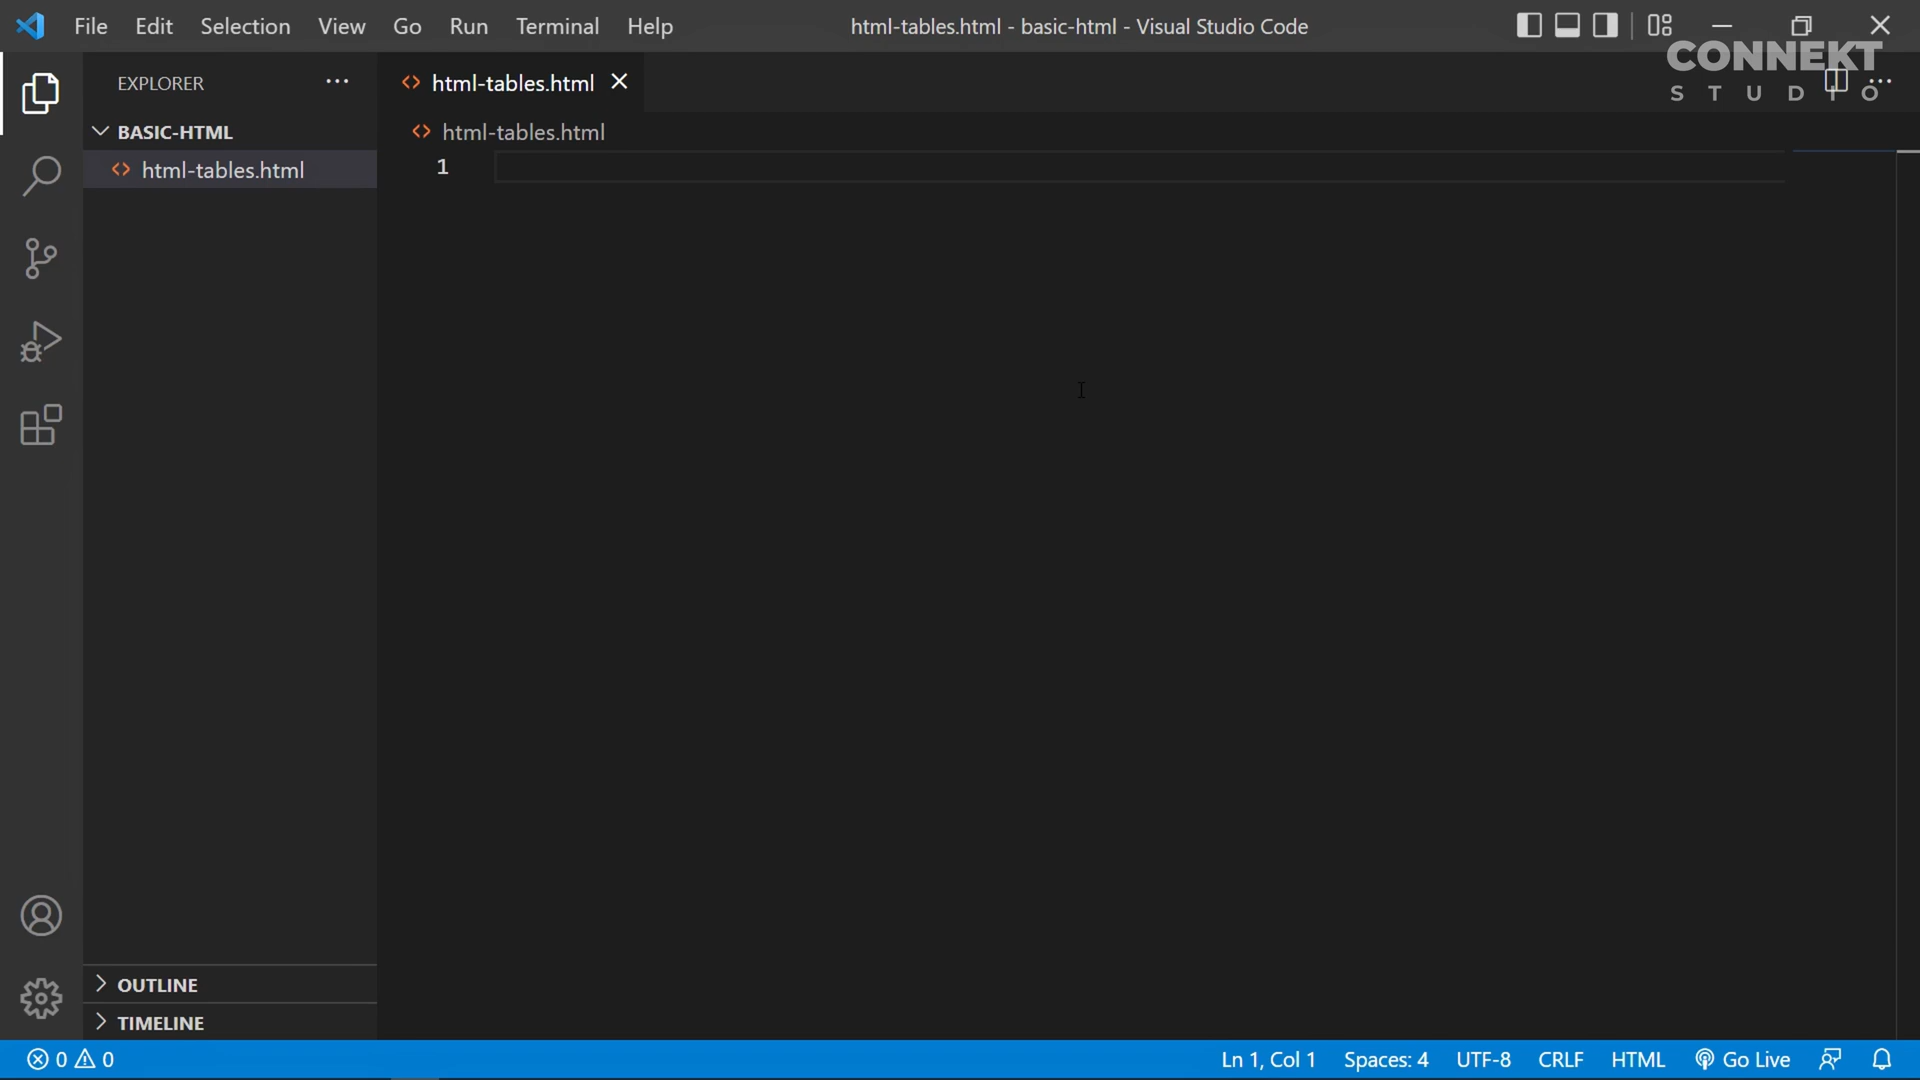 File Edit Selection View Go Run Terminal Help html-tables.html - basic-html - Visual Studio Code
CONNEKT
STUDIO
EXPLORER
html-tables.html
BASIC-HTML
html-tables.html
html-tables.html
1
OUTLINE
TIMELINE
0 0 Ln 1, Col 1 Spaces: 4 UTF-8 CRLF HTML Go Live